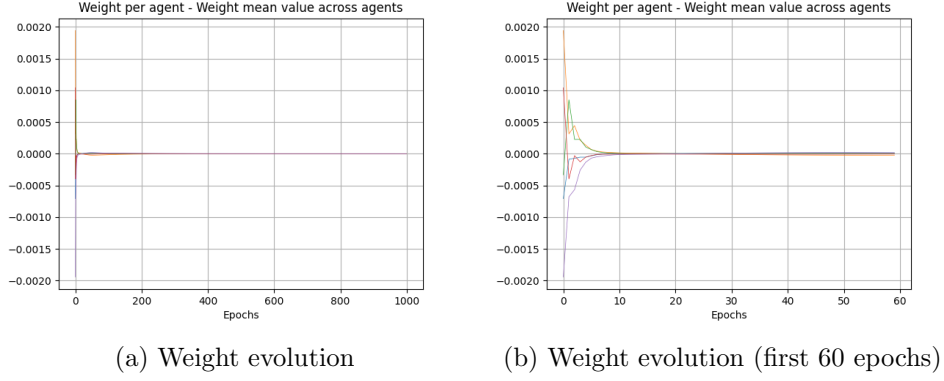 Weight per agent - Weight mean value across agents
0.0020
0.0015
0.0010
0.0005
0.0000
−0.0005
−0.0010
−0.0015
−0.0020
0 200 400 600 800 1000
Epochs
(a) Weight evolution
Weight per agent - Weight mean value across agents
0.0020
0.0015
0.0010
0.0005
0.0000
−0.0005
−0.0010
−0.0015
−0.0020
0 10 20 30 40 50 60
Epochs
(b) Weight evolution (first 60 epochs)